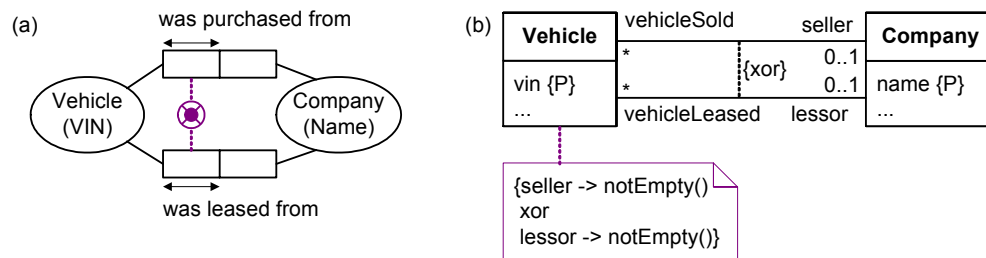 (a)
was purchased from
Vehicle
(VIN)
Company
(Name)
was leased from
(b)
Vehicle
vin {P}
...
vehicleSold
seller
*
0..1
{xor}
*
0..1
vehicleLeased
lessor
Company
name {P}
...
{seller -> notEmpty()
xor
lessor -> notEmpty()}